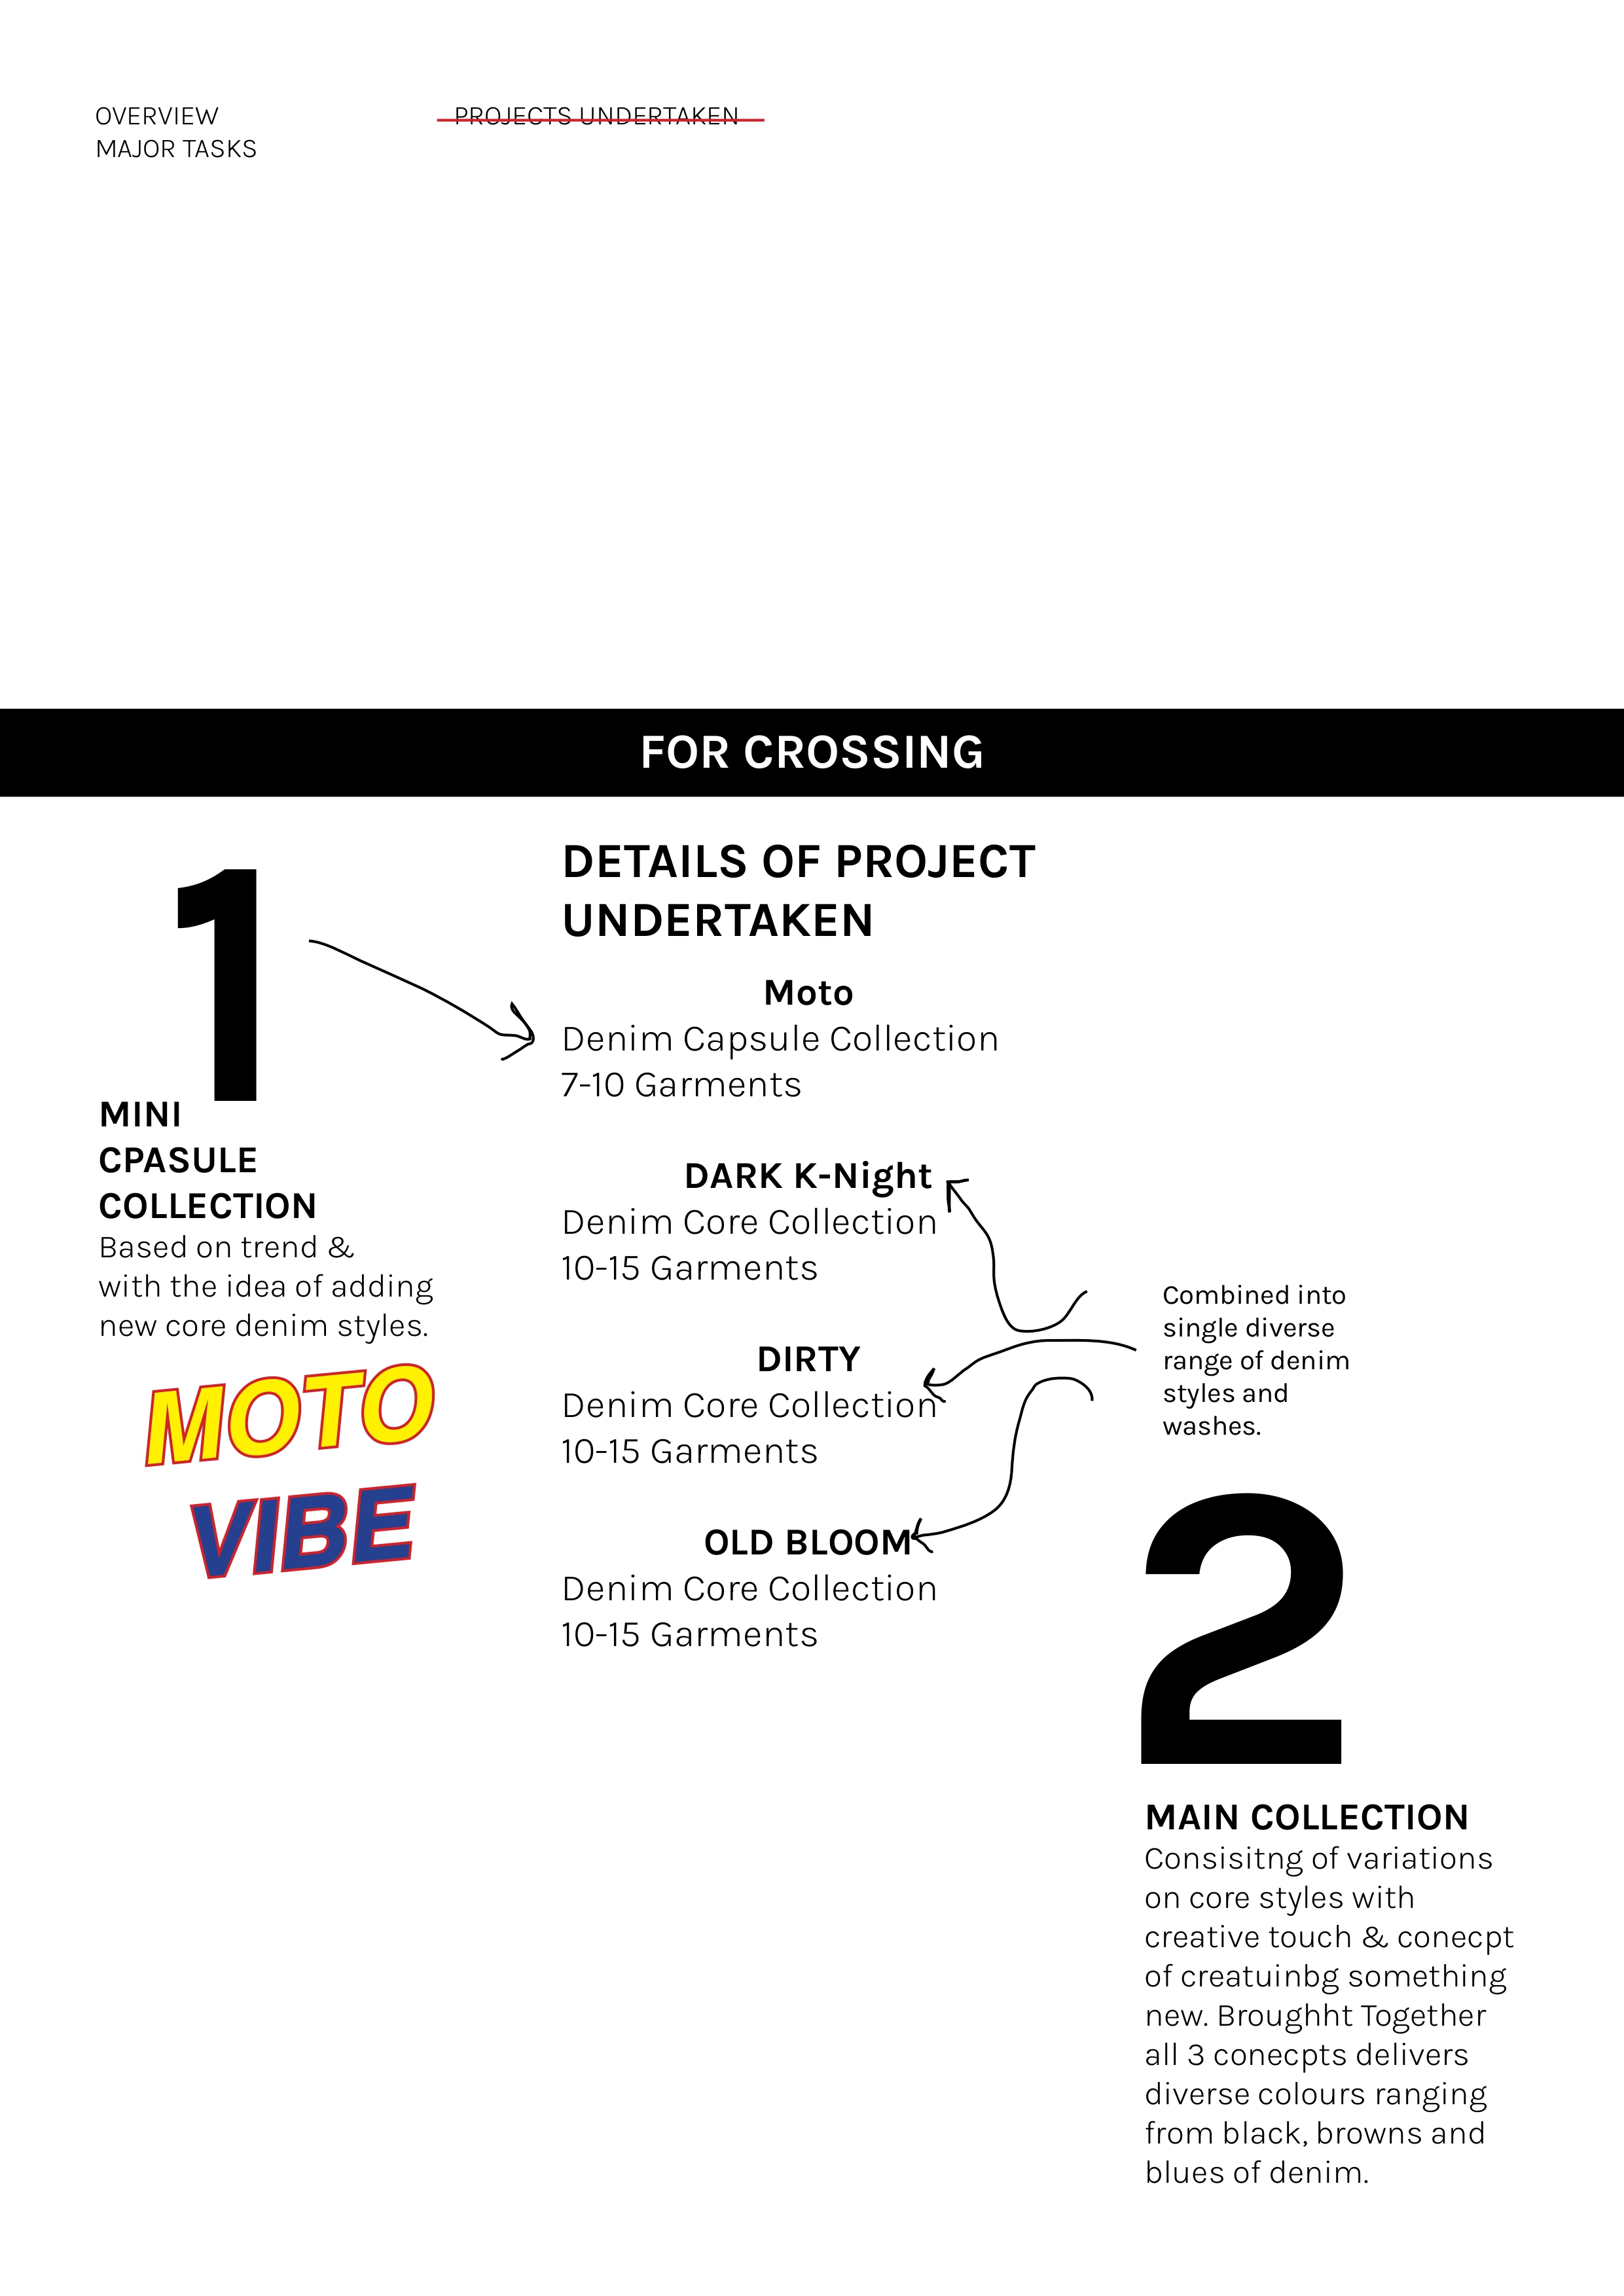 OVERVIEW
MAJOR TASKS
PROJECTS UNDERTAKEN
FOR CROSSING
1
MINI
CPASULE
COLLECTION
Based on trend &
with the idea of adding
new core denim styles.
MOTO
VIBE
DETAILS OF PROJECT
UNDERTAKEN
Moto
Denim Capsule Collection
7-10 Garments
DARK K-Night
Denim Core Collection
10-15 Garments
DIRTY
Denim Core Collection
10-15 Garments
OLD BLOOM
Denim Core Collection
10-15 Garments
Combined into
single diverse
range of denim
styles and
washes.
2
MAIN COLLECTION
Consisitng of variations
on core styles with
creative touch & conecpt
of creatuinbg something
new. Broughht Together
all 3 conecpts delivers
diverse colours ranging
from black, browns and
blues of denim.